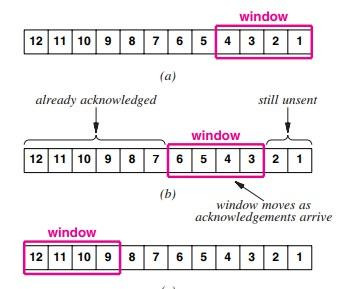 window
12 11 10 9 8 7 6 5 4 3 2 1
(a)
already acknowledged still unsent
window
12 11 10 9 8 7 6 5 4 3 2 1
(b)
window moves as
acknowledgements arrive
window
12 11 10 9 8 7 6 5 4 3 2 1